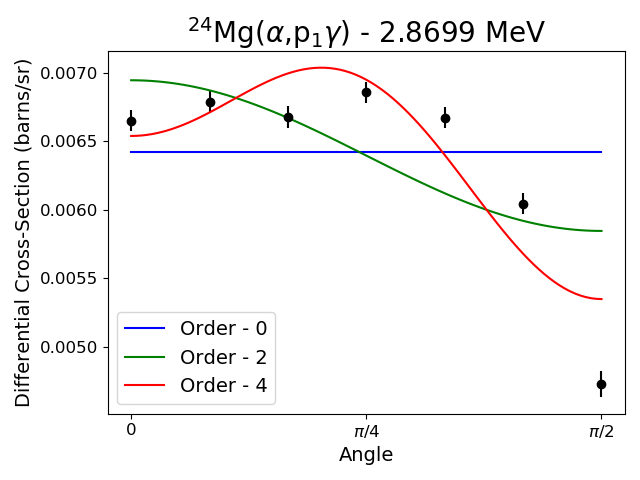 ²⁴Mg(α,p₁γ) - 2.8699 MeV
Differential Cross-Section (barns/sr)
0.0070
0.0065
0.0060
0.0055
0.0050
Order - 0
Order - 2
Order - 4
0 π/4 π/2
Angle